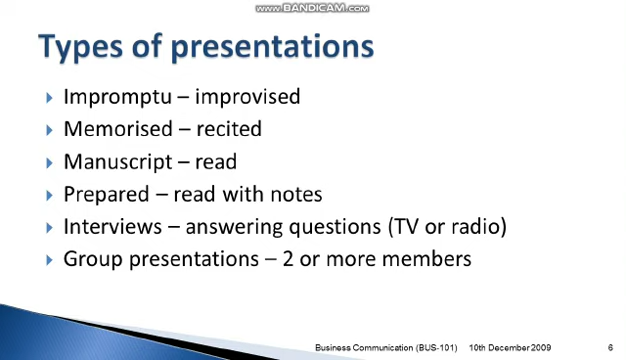 www.BANDICAM.com
Types of presentations
Impromptu – improvised
Memorised – recited
Manuscript – read
Prepared – read with notes
Interviews – answering questions (TV or radio)
Group presentations – 2 or more members
Business Communication (BUS-101) 10th December 2009 6